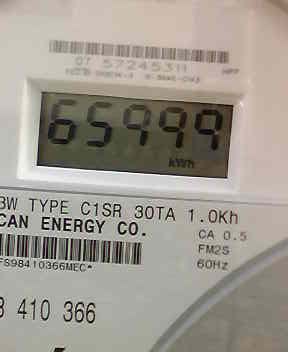 07 57245311
65999
kWh
3W TYPE C1SR 30TA 1.0Kh
CAN ENERGY CO.
CA 0.5
FM2S
FS98410366MEC*
60Hz
410 366